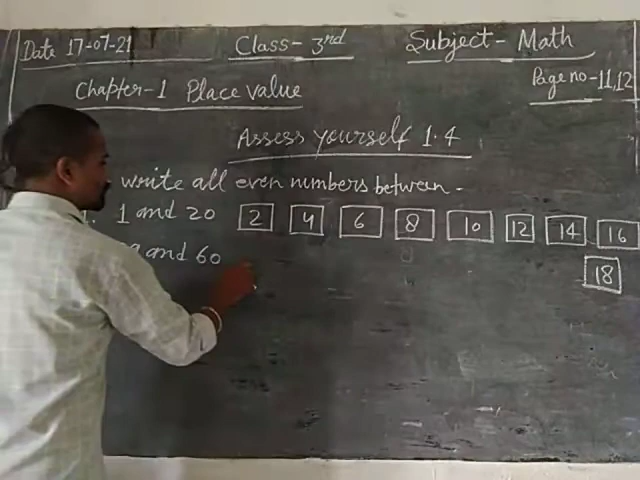 Date 17-07-21 Class- 3rd Subject- Math
Chapter-1 Place value Page no-11,12
Assess yourself 1.4
write all even numbers between-
1. 1 and 20 2 4 6 8 10 12 14 16
18
and 60